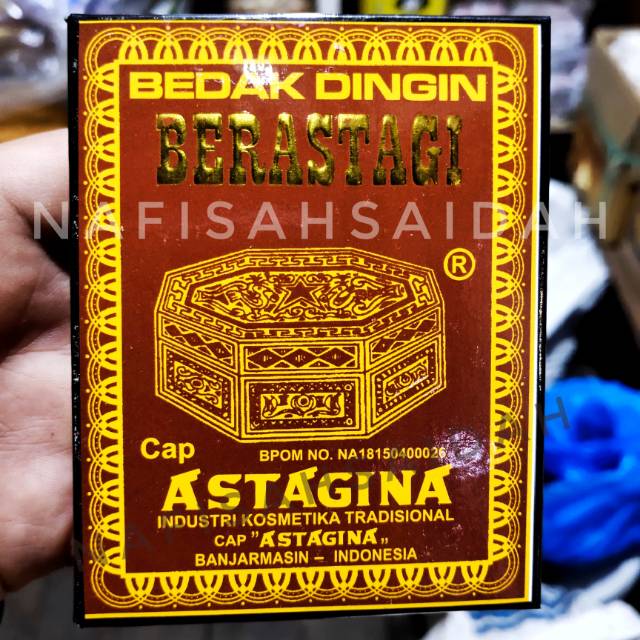 BEDAK DINGIN
BERASTAGI
NAFISAHSAIDAH
®
Cap
BPOM NO. NA18150400026
ASTAGINA
INDUSTRI KOSMETIKA TRADISIONAL
CAP "ASTAGINA„
BANJARMASIN – INDONESIA